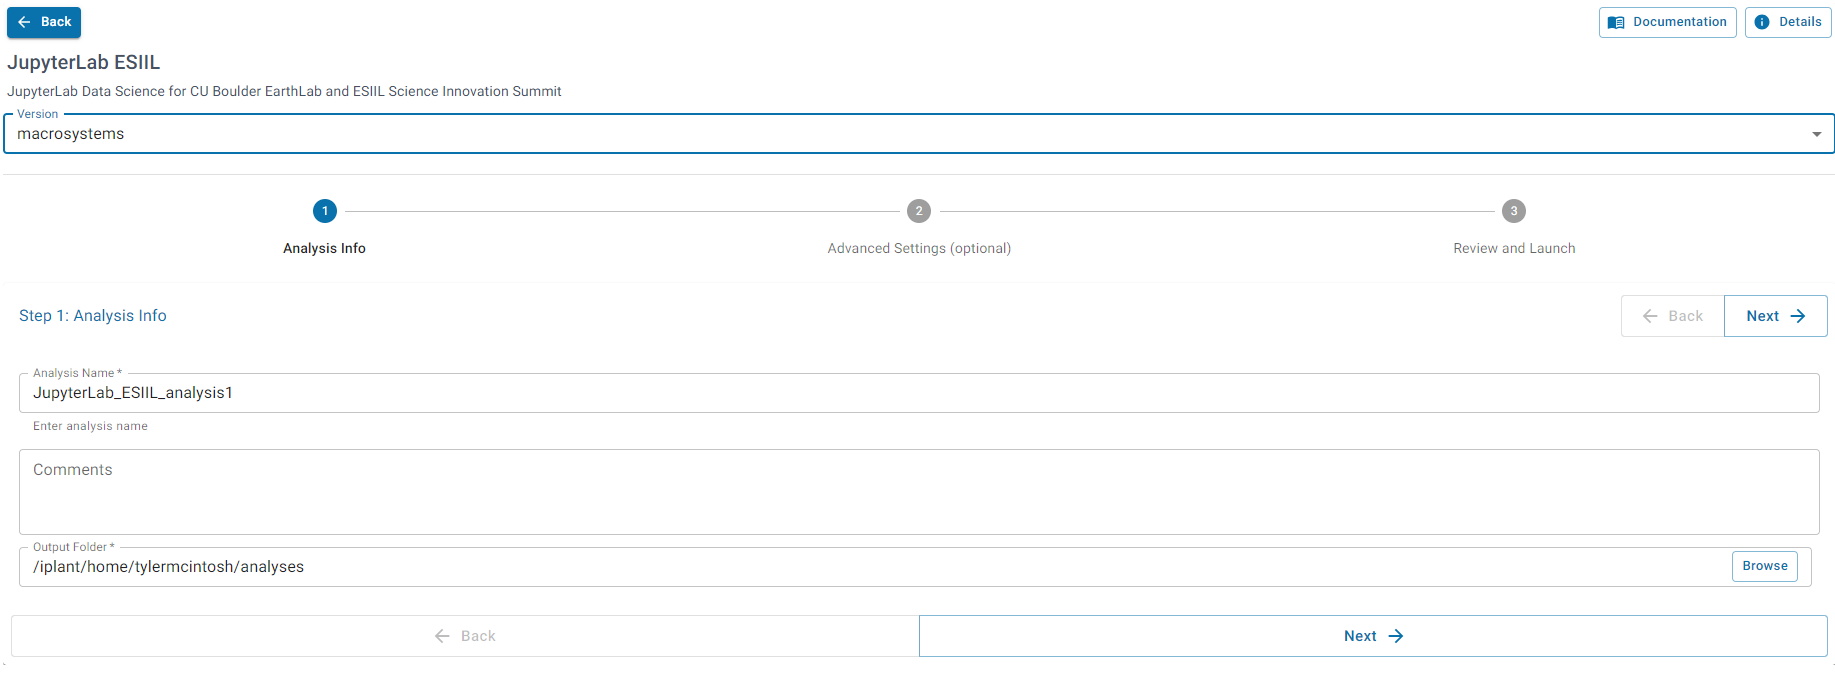 Back
Documentation
Details
JupyterLab ESIIL
JupyterLab Data Science for CU Boulder EarthLab and ESIIL Science Innovation Summit
Version
macrosystems
1
2
3
Analysis Info
Advanced Settings (optional)
Review and Launch
Step 1: Analysis Info
Back
Next
Analysis Name *
JupyterLab_ESIIL_analysis1
Enter analysis name
Comments
Output Folder *
/iplant/home/tylermcintosh/analyses
Browse
Back
Next